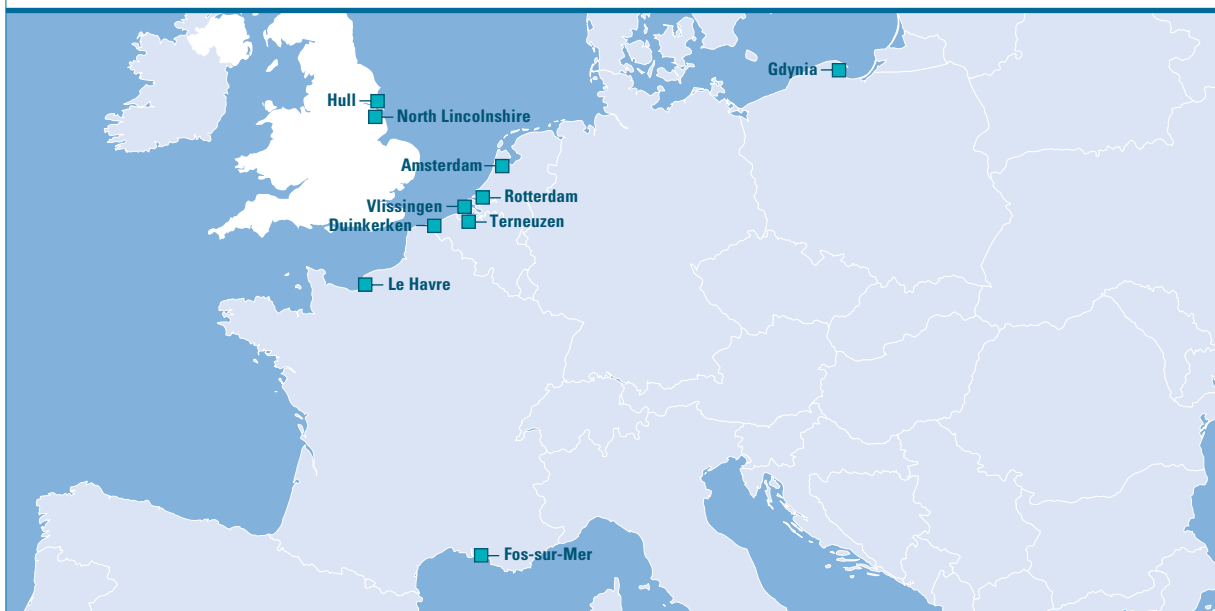 Gdynia
Hull
North Lincolnshire
Amsterdam
Rotterdam
Vlissingen
Terneuzen
Duinkerken
Le Havre
Fos-sur-Mer